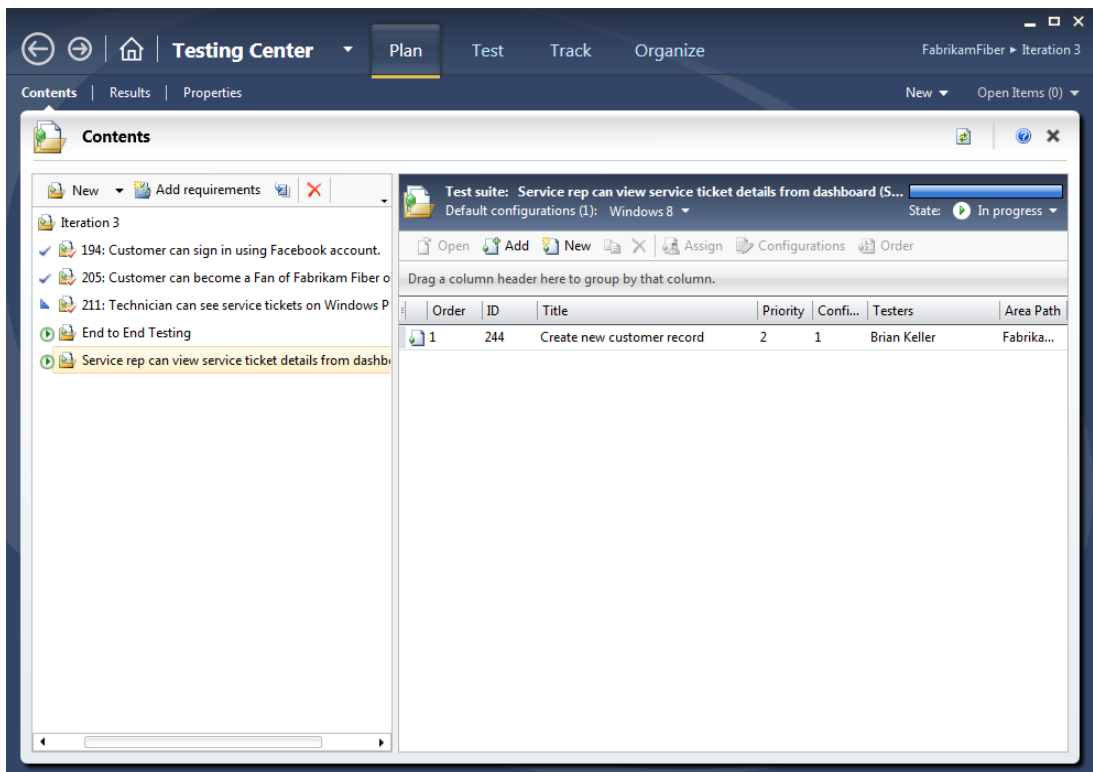 Testing Center Plan Test Track Organize FabrikamFiber ► Iteration 3
Contents | Results | Properties New Open Items (0)
Contents
New Add requirements
Iteration 3
194: Customer can sign in using Facebook account.
205: Customer can become a Fan of Fabrikam Fiber o
211: Technician can see service tickets on Windows P
End to End Testing
Service rep can view service ticket details from dashb
Test suite: Service rep can view service ticket details from dashboard (S...
Default configurations (1): Windows 8 State: In progress
Open Add New Assign Configurations Order
Drag a column header here to group by that column.
Order ID Title Priority Confi... Testers Area Path
1 244 Create new customer record 2 1 Brian Keller Fabrika...